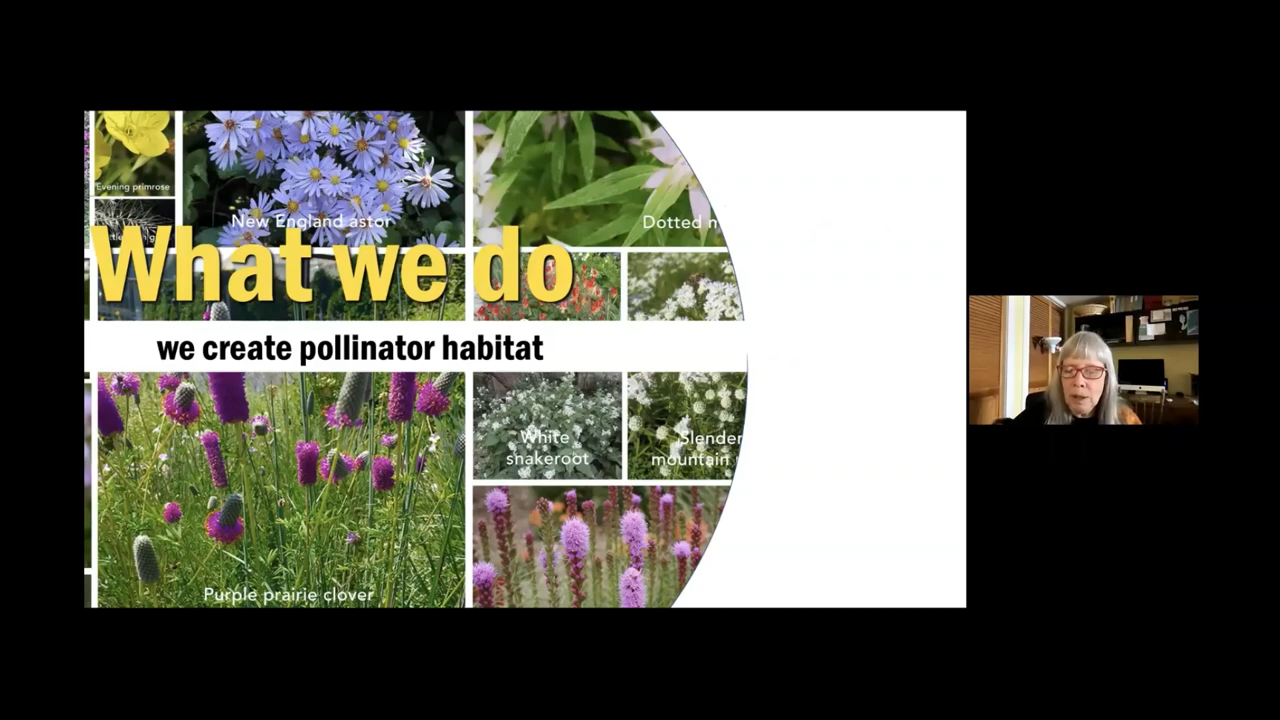 Evening primrose
New England astor
Dotted
What we do
we create pollinator habitat
White
snakeroot
Slender
mountain
Purple prairie clover